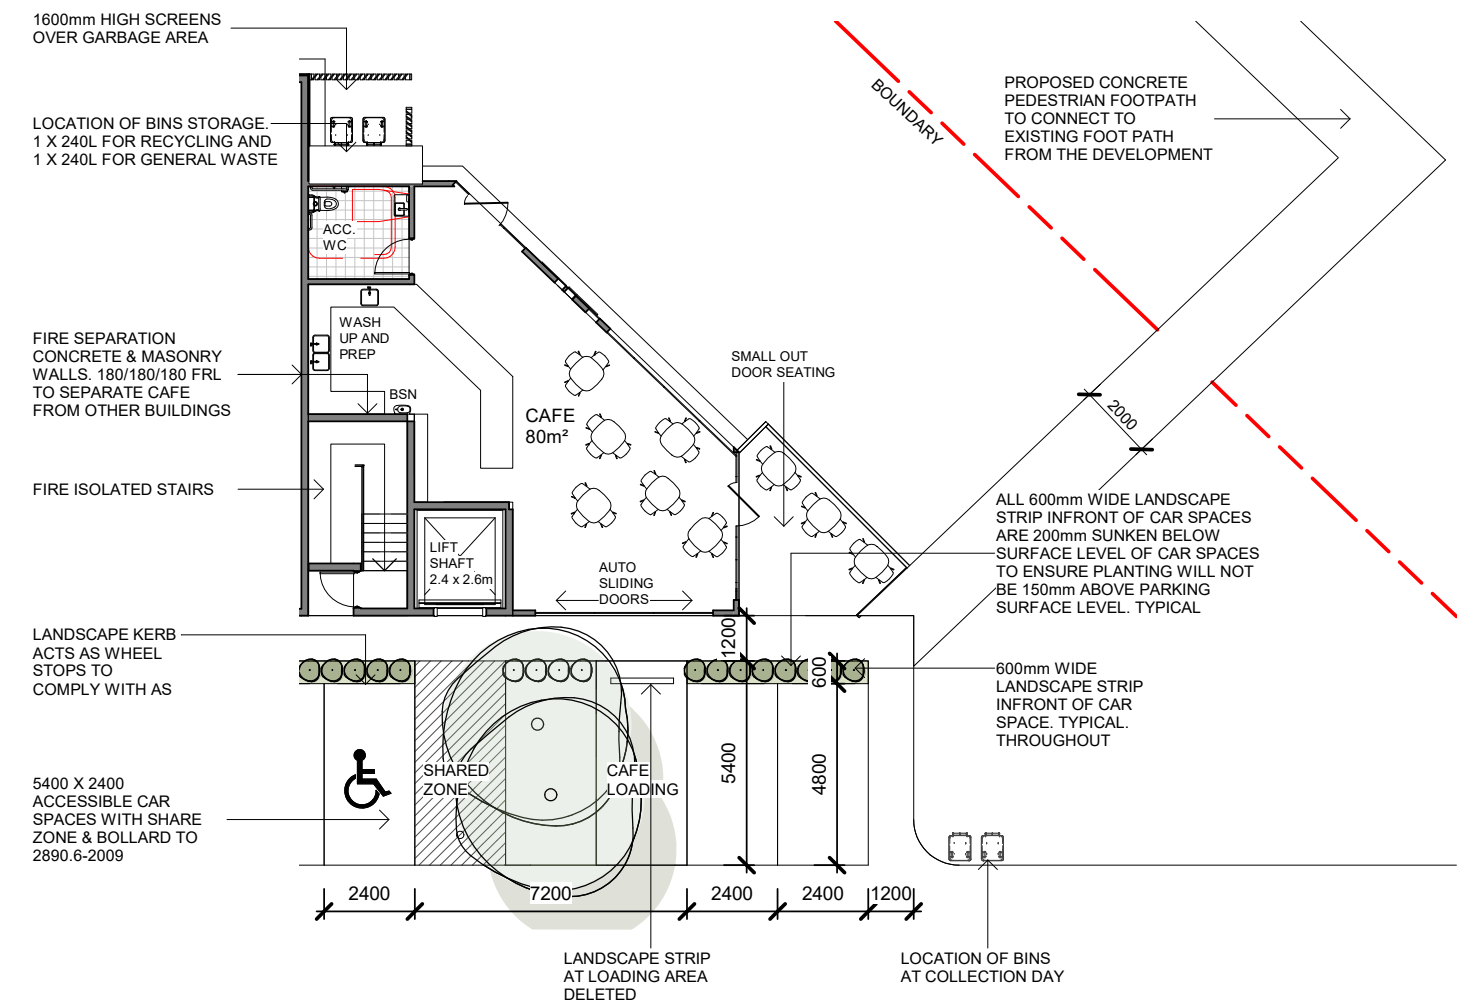 1600mm HIGH SCREENS
OVER GARBAGE AREA
LOCATION OF BINS STORAGE.
1 X 240L FOR RECYCLING AND
1 X 240L FOR GENERAL WASTE
BOUNDARY
PROPOSED CONCRETE
PEDESTRIAN FOOTPATH
TO CONNECT TO
EXISTING FOOT PATH
FROM THE DEVELOPMENT
ACC.
WC
WASH
UP AND
PREP
BSN
FIRE SEPARATION
CONCRETE & MASONRY
WALLS. 180/180/180 FRL
TO SEPARATE CAFE
FROM OTHER BUILDINGS
SMALL OUT
DOOR SEATING
CAFE
80m²
2000
FIRE ISOLATED STAIRS
LIFT
SHAFT
2.4 x 2.6m
AUTO
SLIDING
DOORS
ALL 600mm WIDE LANDSCAPE
STRIP INFRONT OF CAR SPACES
ARE 200mm SUNKEN BELOW
SURFACE LEVEL OF CAR SPACES
TO ENSURE PLANTING WILL NOT
BE 150mm ABOVE PARKING
SURFACE LEVEL. TYPICAL
LANDSCAPE KERB
ACTS AS WHEEL
STOPS TO
COMPLY WITH AS
1200
600
600mm WIDE
LANDSCAPE STRIP
INFRONT OF CAR
SPACE. TYPICAL.
THROUGHOUT
5400 X 2400
ACCESSIBLE CAR
SPACES WITH SHARE
ZONE & BOLLARD TO
2890.6-2009
SHARED
ZONE
CAFE
LOADING
5400
4800
2400
7200
2400
2400
1200
LANDSCAPE STRIP
AT LOADING AREA
DELETED
LOCATION OF BINS
AT COLLECTION DAY